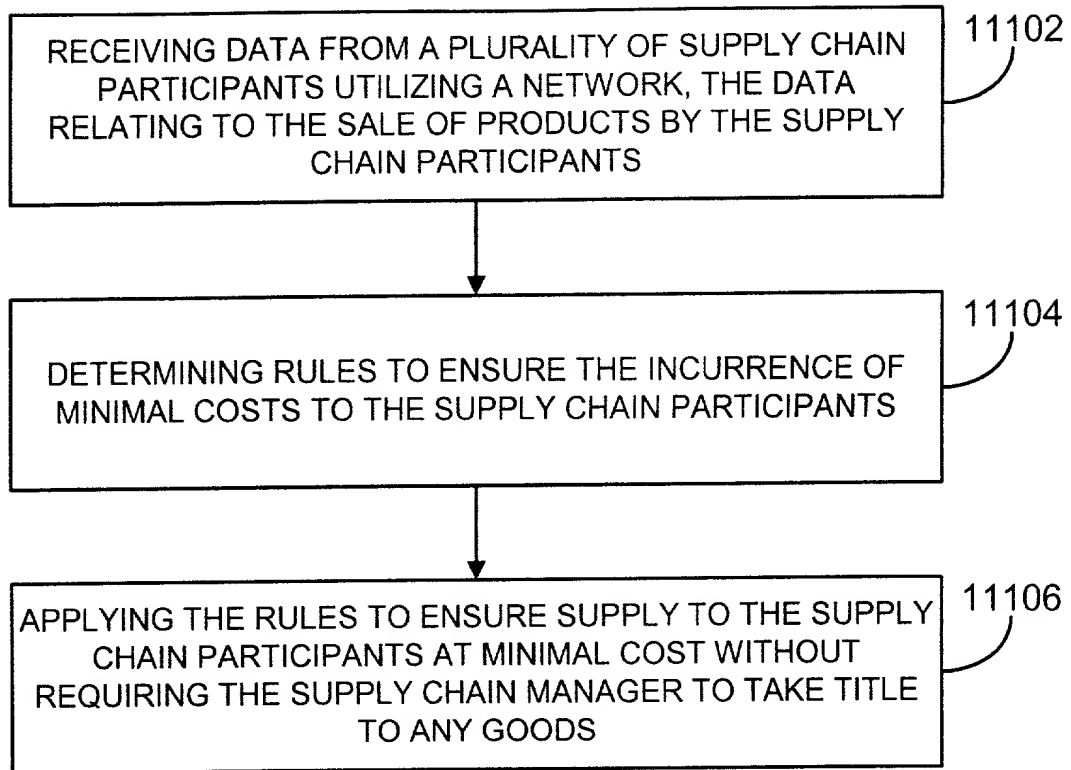 RECEIVING DATA FROM A PLURALITY OF SUPPLY CHAIN
PARTICIPANTS UTILIZING A NETWORK, THE DATA
RELATING TO THE SALE OF PRODUCTS BY THE SUPPLY
CHAIN PARTICIPANTS
11102
DETERMINING RULES TO ENSURE THE INCURRENCE OF
MINIMAL COSTS TO THE SUPPLY CHAIN PARTICIPANTS
11104
APPLYING THE RULES TO ENSURE SUPPLY TO THE SUPPLY
CHAIN PARTICIPANTS AT MINIMAL COST WITHOUT
REQUIRING THE SUPPLY CHAIN MANAGER TO TAKE TITLE
TO ANY GOODS
11106